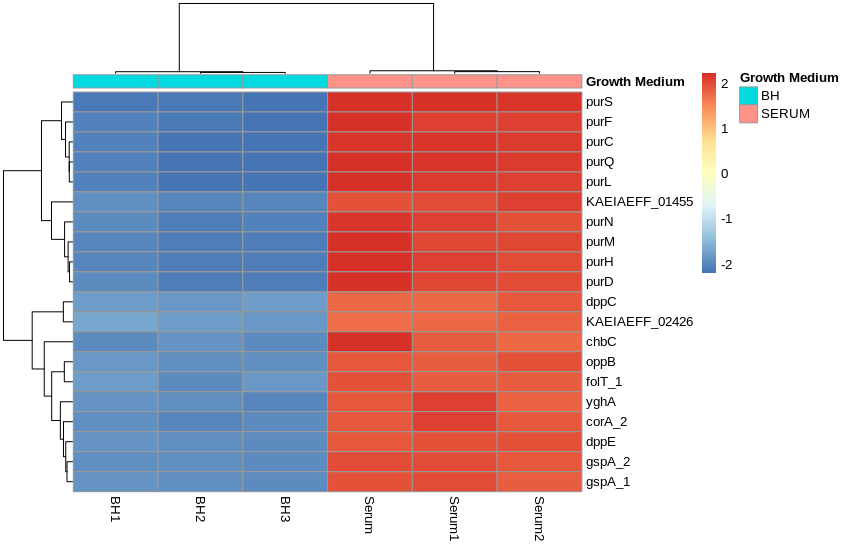 Growth Medium
purS
purF
purC
purQ
purL
KAEIAEFF_01455
purN
purM
purH
purD
dppC
KAEIAEFF_02426
chbC
oppB
folT_1
yghA
corA_2
dppE
gspA_2
gspA_1
BH1
BH2
BH3
Serum
Serum1
Serum2
2
1
0
-1
-2
Growth Medium
BH
SERUM